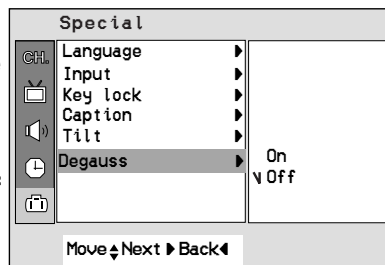 Special
CH.
Language
Input
Key lock
Caption
Tilt
Degauss
On
Off
Move Next Back